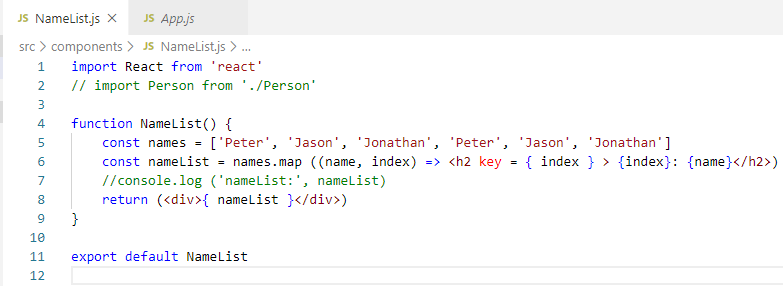 JS NameList.js × JS App.js
src > components > JS NameList.js > ...
1 import React from 'react'
2 // import Person from './Person'
3
4 function NameList() {
5     const names = ['Peter', 'Jason', 'Jonathan', 'Peter', 'Jason', 'Jonathan']
6     const nameList = names.map ((name, index) => <h2 key = { index } > {index}: {name}</h2>)
7     //console.log ('nameList:', nameList)
8     return (<div>{ nameList }</div>)
9 }
10
11 export default NameList
12